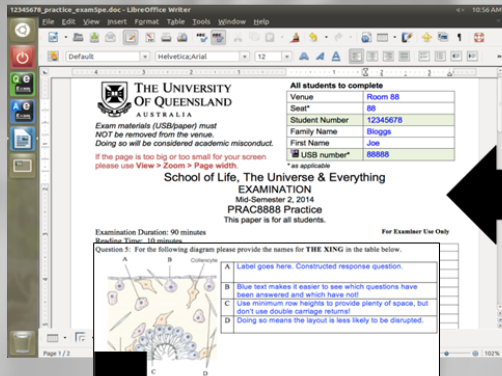 12345678_practice_examSpe.doc - LibreOffice Writer
10:56 AM
File Edit View Insert Format Table Tools Window Help
Default
Helvetica;Arial
12
THE UNIVERSITY
OF QUEENSLAND
AUSTRALIA
Exam materials (USB/paper) must
NOT be removed from the venue.
Doing so will be considered academic misconduct.
If the page is too big or too small for your screen
please use View > Zoom > Page width.
All students to complete
Venue Room 88
Seat* 88
Student Number 12345678
Family Name Bloggs
First Name Joe
USB number* 88888
* as applicable
School of Life, The Universe & Everything
EXAMINATION
Mid-Semester 2, 2014
PRAC8888 Practice
This paper is for all students.
Examination Duration: 90 minutes
For Examiner Use Only
Reading Time: 10 minutes
Question 5: For the following diagram please provide the names for THE XING in the table below.
A B Collencyte
C D
A Label goes here. Constructed response question.
B Blue text makes it easier to see which questions have
been answered and which have not!
C Use minimum row heights to provide plenty of space, but
don't use double carriage returns!
D Doing so means the layout is less likely to be disrupted.
Page 1 / 2
102%